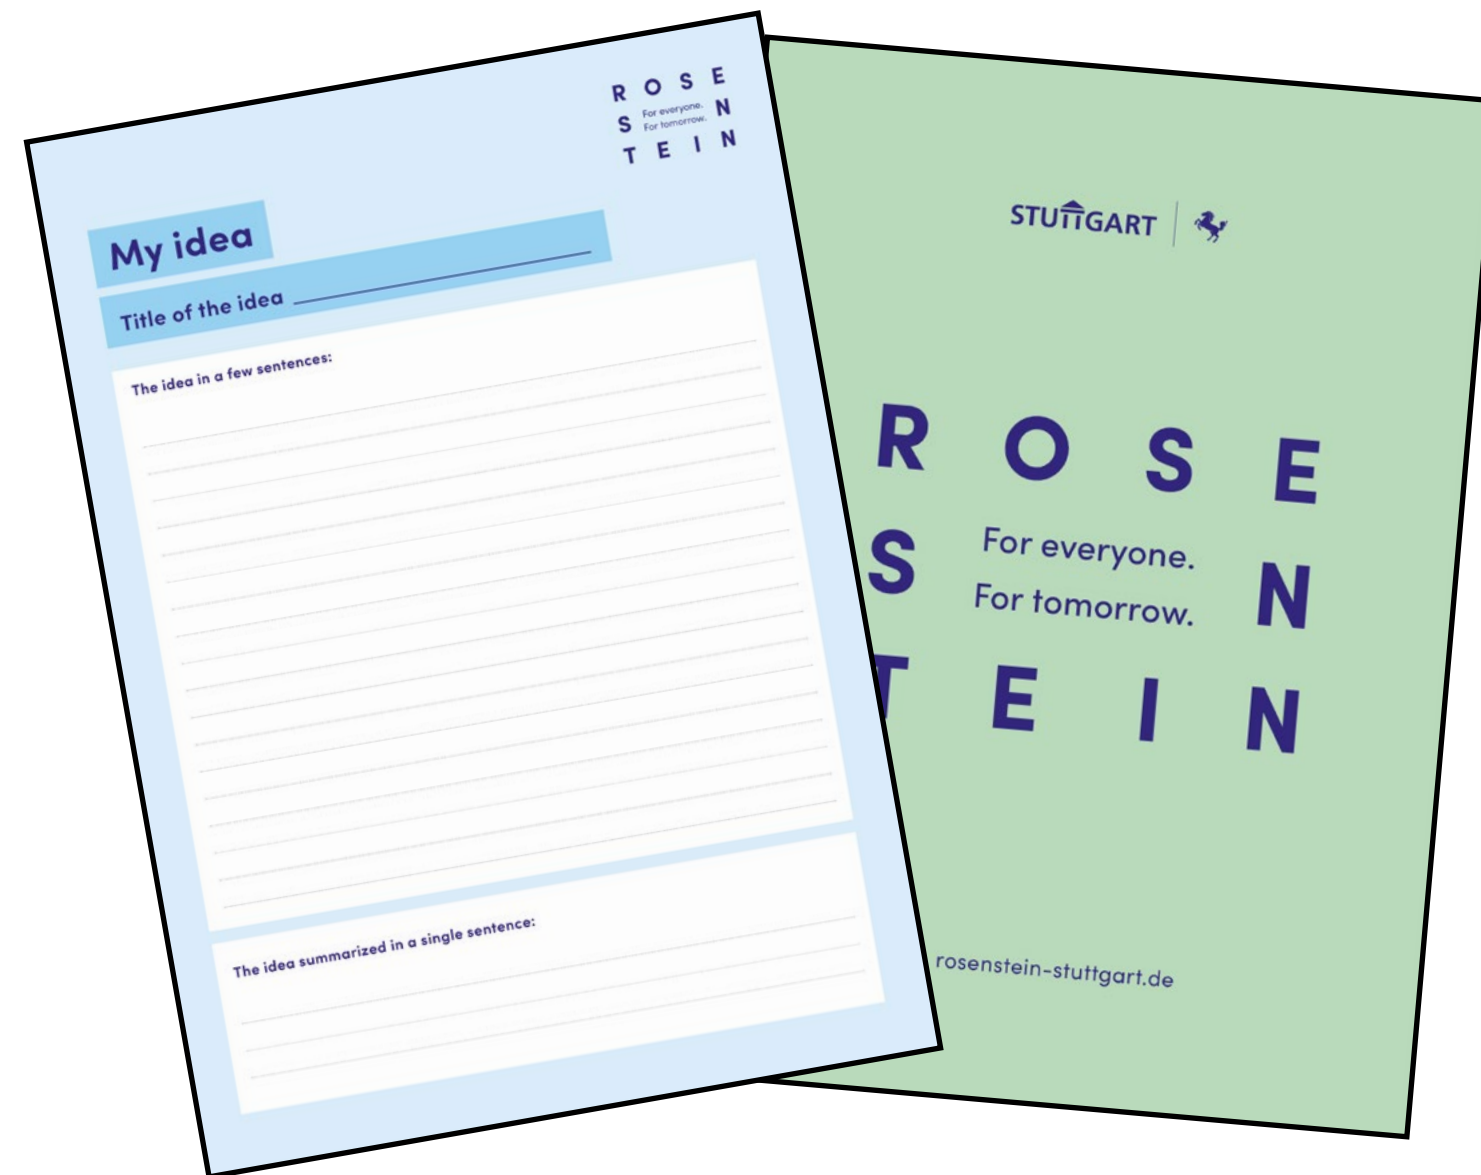 R O S E
S For everyone. N
For tomorrow.
T E I N
My idea
Title of the idea
The idea in a few sentences:
The idea summarized in a single sentence:
STUTTGART
R O S E
S For everyone. N
For tomorrow.
T E I N
rosenstein-stuttgart.de